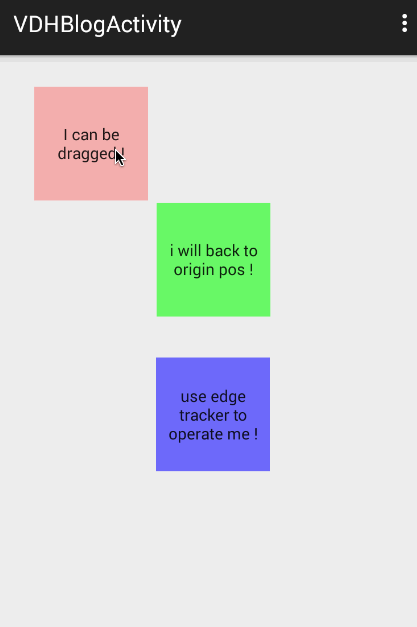 VDHBlogActivity
I can be
dragged !
i will back to
origin pos !
use edge
tracker to
operate me !